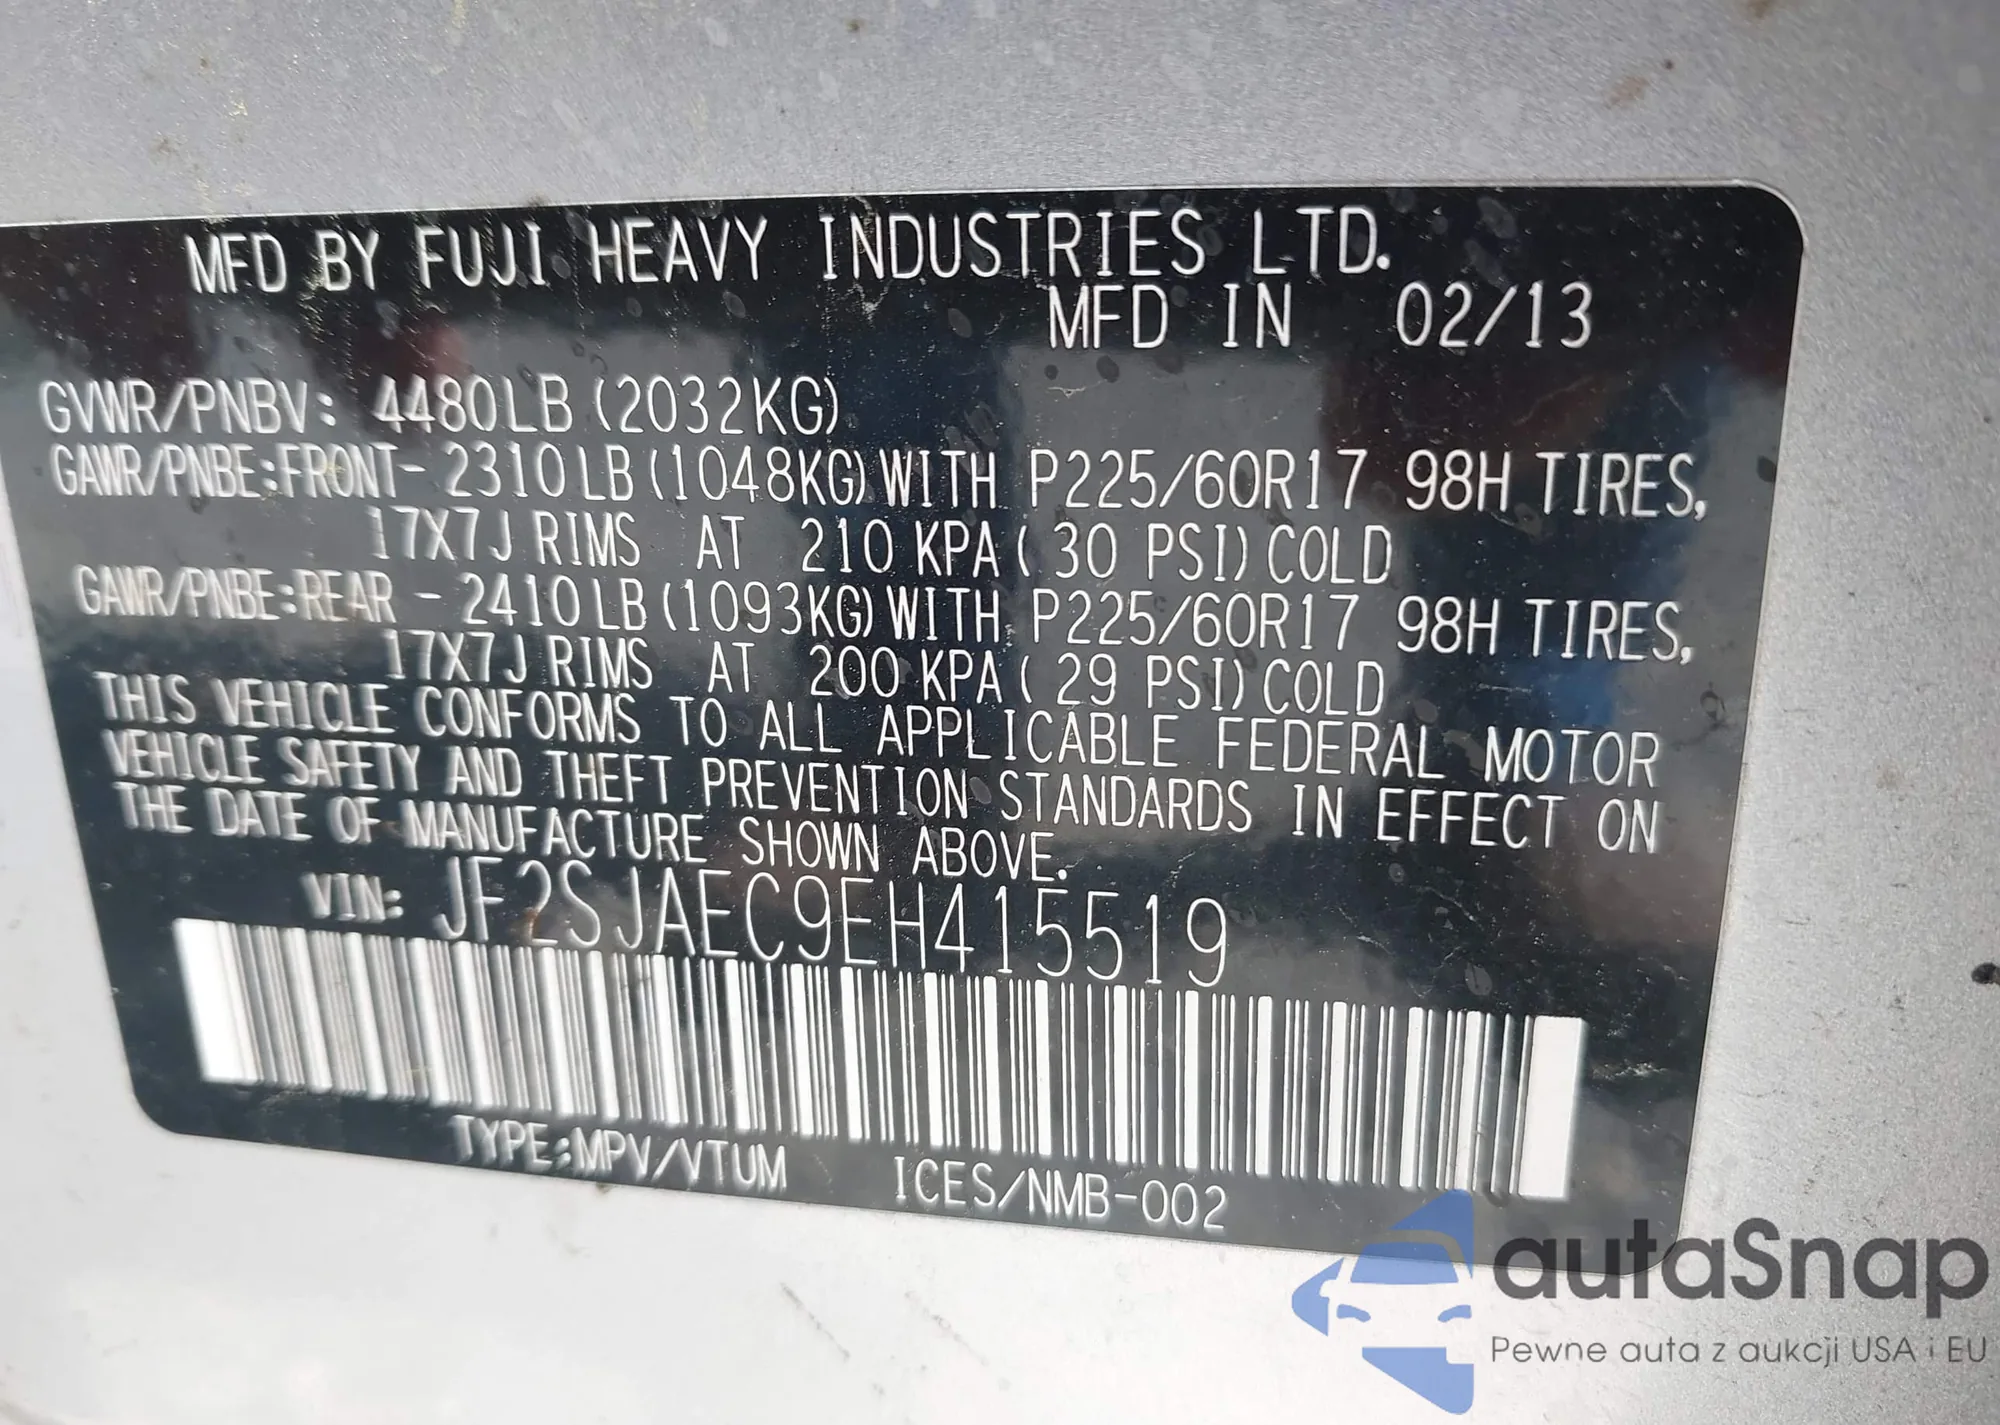 MFD BY FUJI HEAVY INDUSTRIES LTD.
MFD IN 02/13
GVWR/PNBV: 4480LB (2032KG)
GAWR/PNBE:FRONT- 2310LB(1048KG)WITH P225/60R17 98H TIRES,
17X7J RIMS AT 210 KPA( 30 PSI)COLD
GAWR/PNBE:REAR - 2410LB(1093KG)WITH P225/60R17 98H TIRES,
17X7J RIMS AT 200 KPA( 29 PSI)COLD
THIS VEHICLE CONFORMS TO ALL APPLICABLE FEDERAL MOTOR
VEHICLE SAFETY AND THEFT PREVENTION STANDARDS IN EFFECT ON
THE DATE OF MANUFACTURE SHOWN ABOVE.
VIN: JF2SJAEC9EH415519
TYPE:MPV/VTUM ICES/NMB-002
autaSnap
Pewne auta z aukcji USA i EU